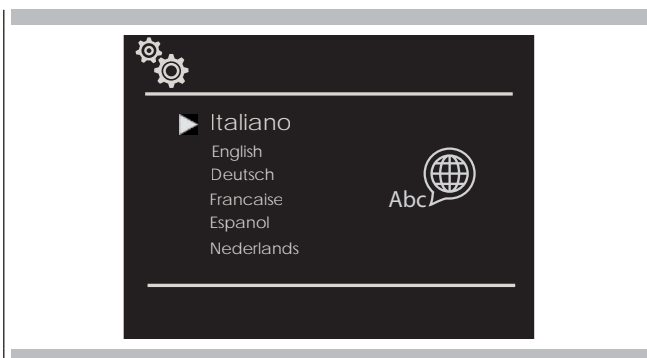 Italiano
English
Deutsch
Francaise
Espanol
Nederlands
Abc